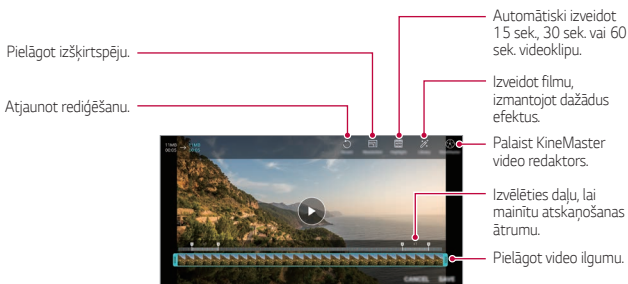 Pielāgot izšķirtspēju.
Atjaunot rediģēšanu.
Automātiski izveidot
15 sek., 30 sek. vai 60
sek. videoklipu.
Izveidot filmu,
izmantojot dažādus
efektus.
Palaist KineMaster
video redaktors.
Izvēlēties daļu, lai
mainītu atskaņošanas
ātrumu.
Pielāgot video ilgumu.
CANCEL SAVE